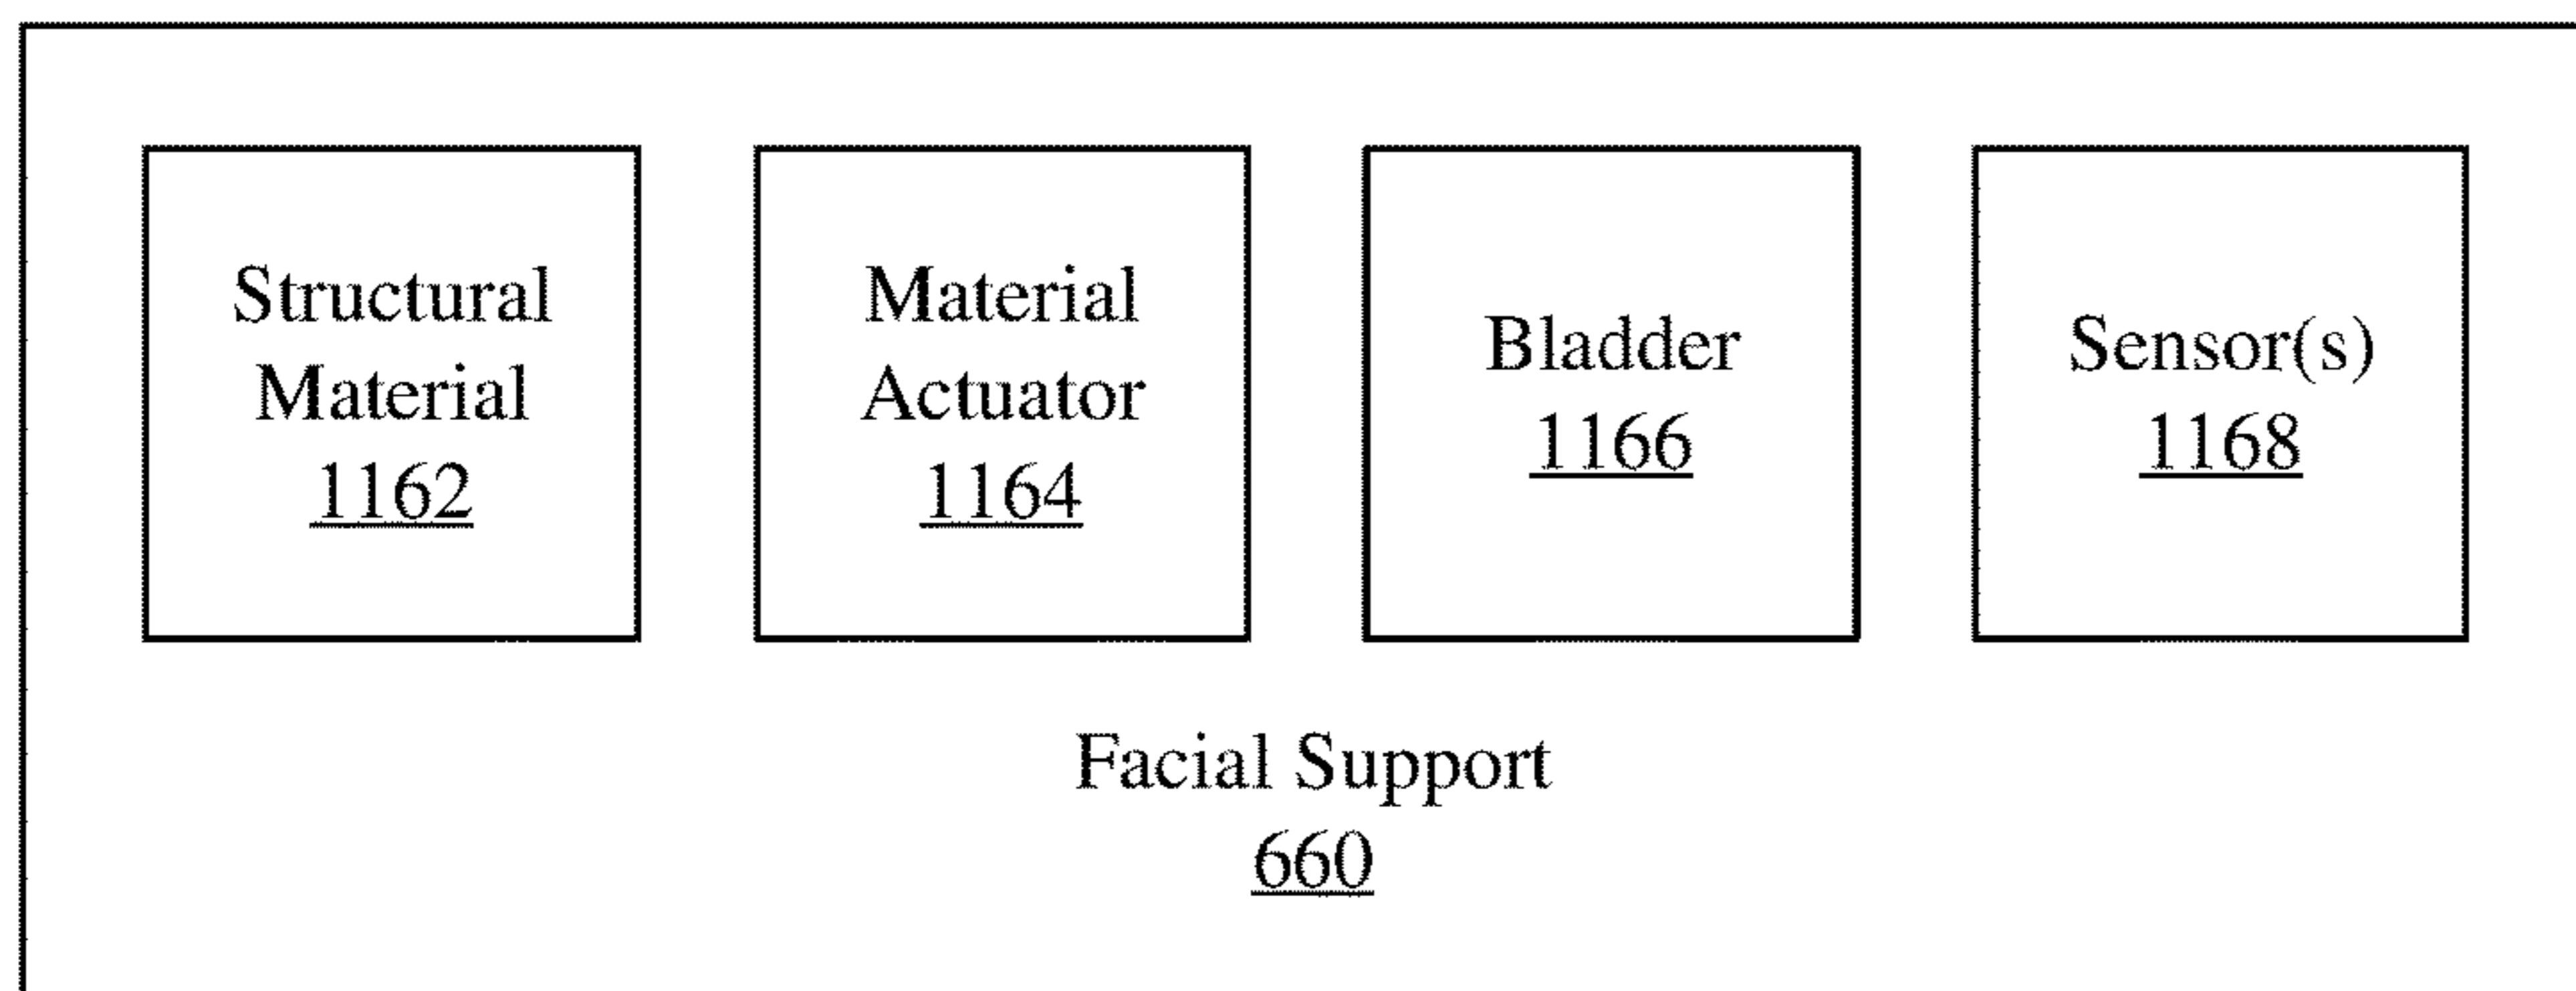 Structural
Material
1162
Material
Actuator
1164
Bladder
1166
Sensor(s)
1168
Facial Support
660